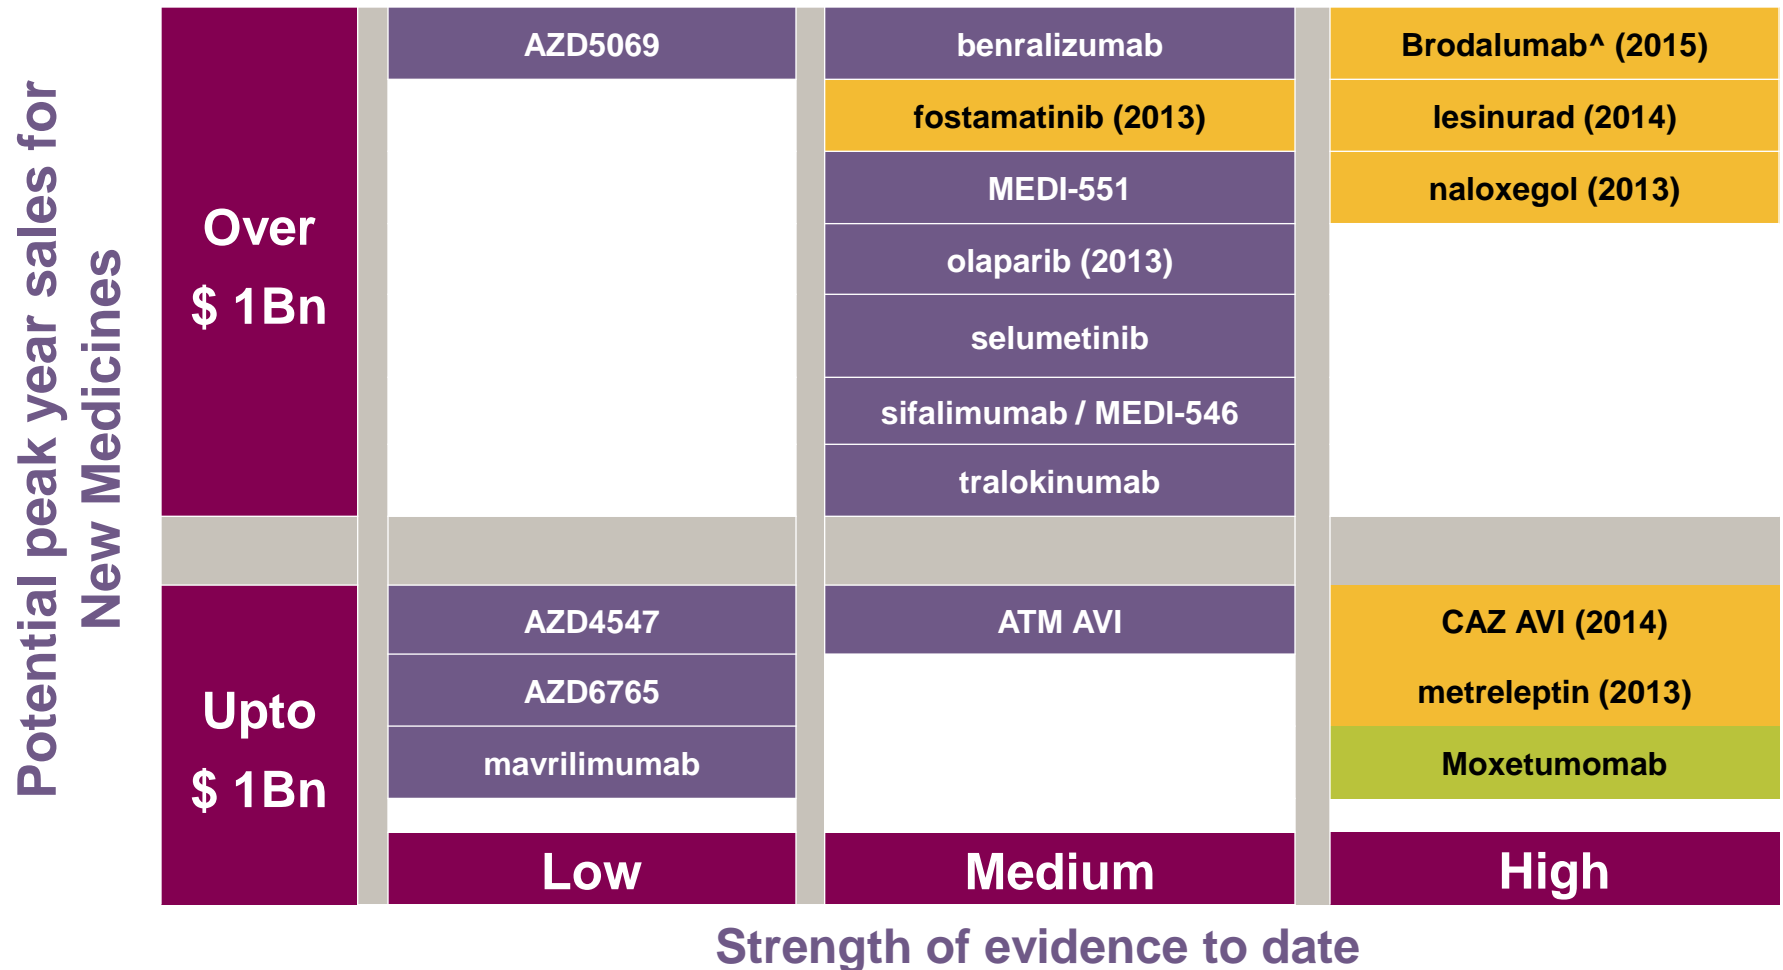 Potential peak year sales for
New Medicines
Over
$ 1Bn
AZD5069
benralizumab
fostamatinib (2013)
MEDI-551
olaparib (2013)
selumetinib
sifalimumab / MEDI-546
tralokinumab
Brodalumab^ (2015)
lesinurad (2014)
naloxegol (2013)
Upto
$ 1Bn
AZD4547
AZD6765
mavrilimumab
ATM AVI
CAZ AVI (2014)
metreleptin (2013)
Moxetumomab
Low
Medium
High
Strength of evidence to date